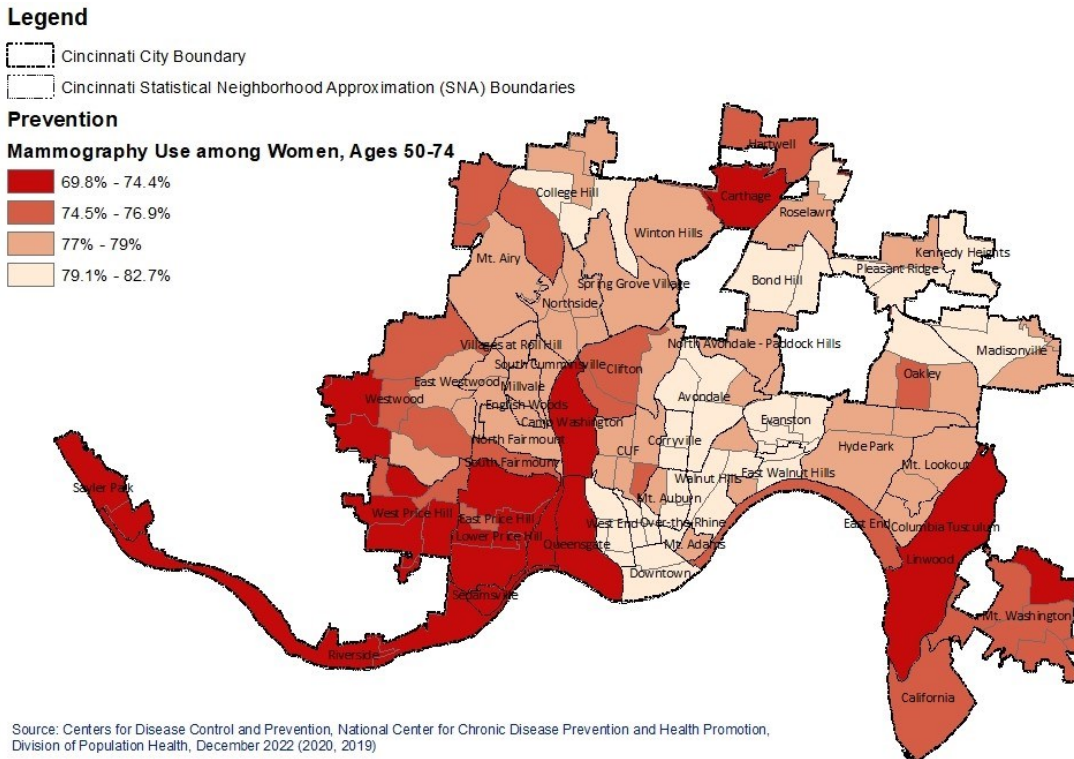 Legend
Cincinnati City Boundary
Cincinnati Statistical Neighborhood Approximation (SNA) Boundaries
Prevention
Mammography Use among Women, Ages 50-74
69.8% - 74.4%
74.5% - 76.9%
77% - 79%
79.1% - 82.7%
Hartwell
College Hill
Carthage
Roselawn
Winton Hills
Kennedy Heights
Mt. Airy
Pleasant Ridge
Bond Hill
Spring Grove Village
Northside
Villages at Roll Hill
North Avondale - Paddock Hills
Madisonville
South Cumminsville
Clifton
Oakley
East Westwood
Millvale
Westwood
Avondale
English Woods
Camp Washington
Evanston
North Fairmount
Corryville
Hyde Park
CUF
South Fairmount
Mt. Lookout
Walnut Hills
East Walnut Hills
Sayler Park
Mt. Auburn
West Price Hill
East Price Hill
West End
Over-the-Rhine
East End
Columbia Tusculum
Lower Price Hill
Queensgate
Mt. Adams
Linwood
Downtown
Sedamsville
Mt. Washington
Riverside
California
Source: Centers for Disease Control and Prevention, National Center for Chronic Disease Prevention and Health Promotion,
Division of Population Health, December 2022 (2020, 2019)